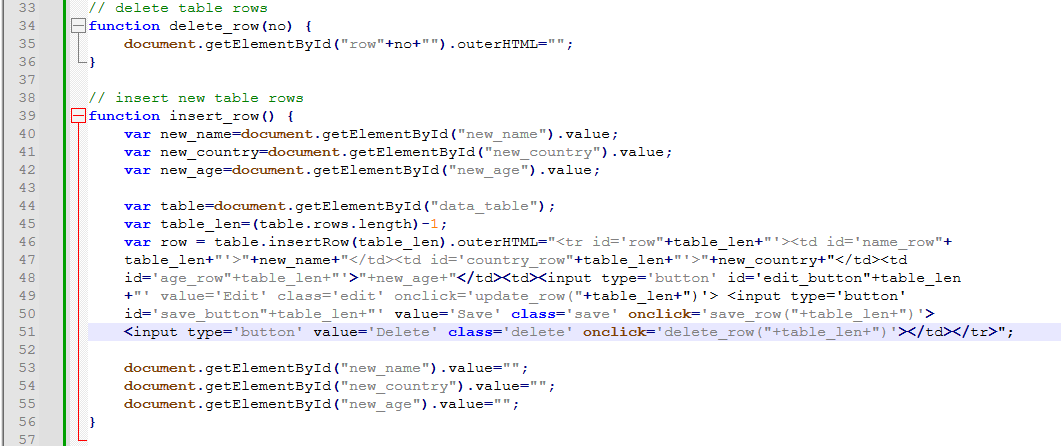 33 // delete table rows
34 function delete_row(no) {
35 document.getElementById("row"+no+"").outerHTML="";
36 }
37
38 // insert new table rows
39 function insert_row() {
40 var new_name=document.getElementById("new_name").value;
41 var new_country=document.getElementById("new_country").value;
42 var new_age=document.getElementById("new_age").value;
43
44 var table=document.getElementById("data_table");
45 var table_len=(table.rows.length)-1;
46 var row = table.insertRow(table_len).outerHTML="<tr id='row"+table_len+"'><td id='name_row"+
47 table_len+"'>"+new_name+"</td><td id='country_row"+table_len+"'>"+new_country+"</td><td
48 id='age_row"+table_len+"'>"+new_age+"</td><td><input type='button' id='edit_button"+table_len
49 +"' value='Edit' class='edit' onclick='update_row("+table_len+")'> <input type='button'
50 id='save_button"+table_len+"' value='Save' class='save' onclick='save_row("+table_len+")'>
51 <input type='button' value='Delete' class='delete' onclick='delete_row("+table_len+")'></td></tr>";
52
53 document.getElementById("new_name").value="";
54 document.getElementById("new_country").value="";
55 document.getElementById("new_age").value="";
56 }
57